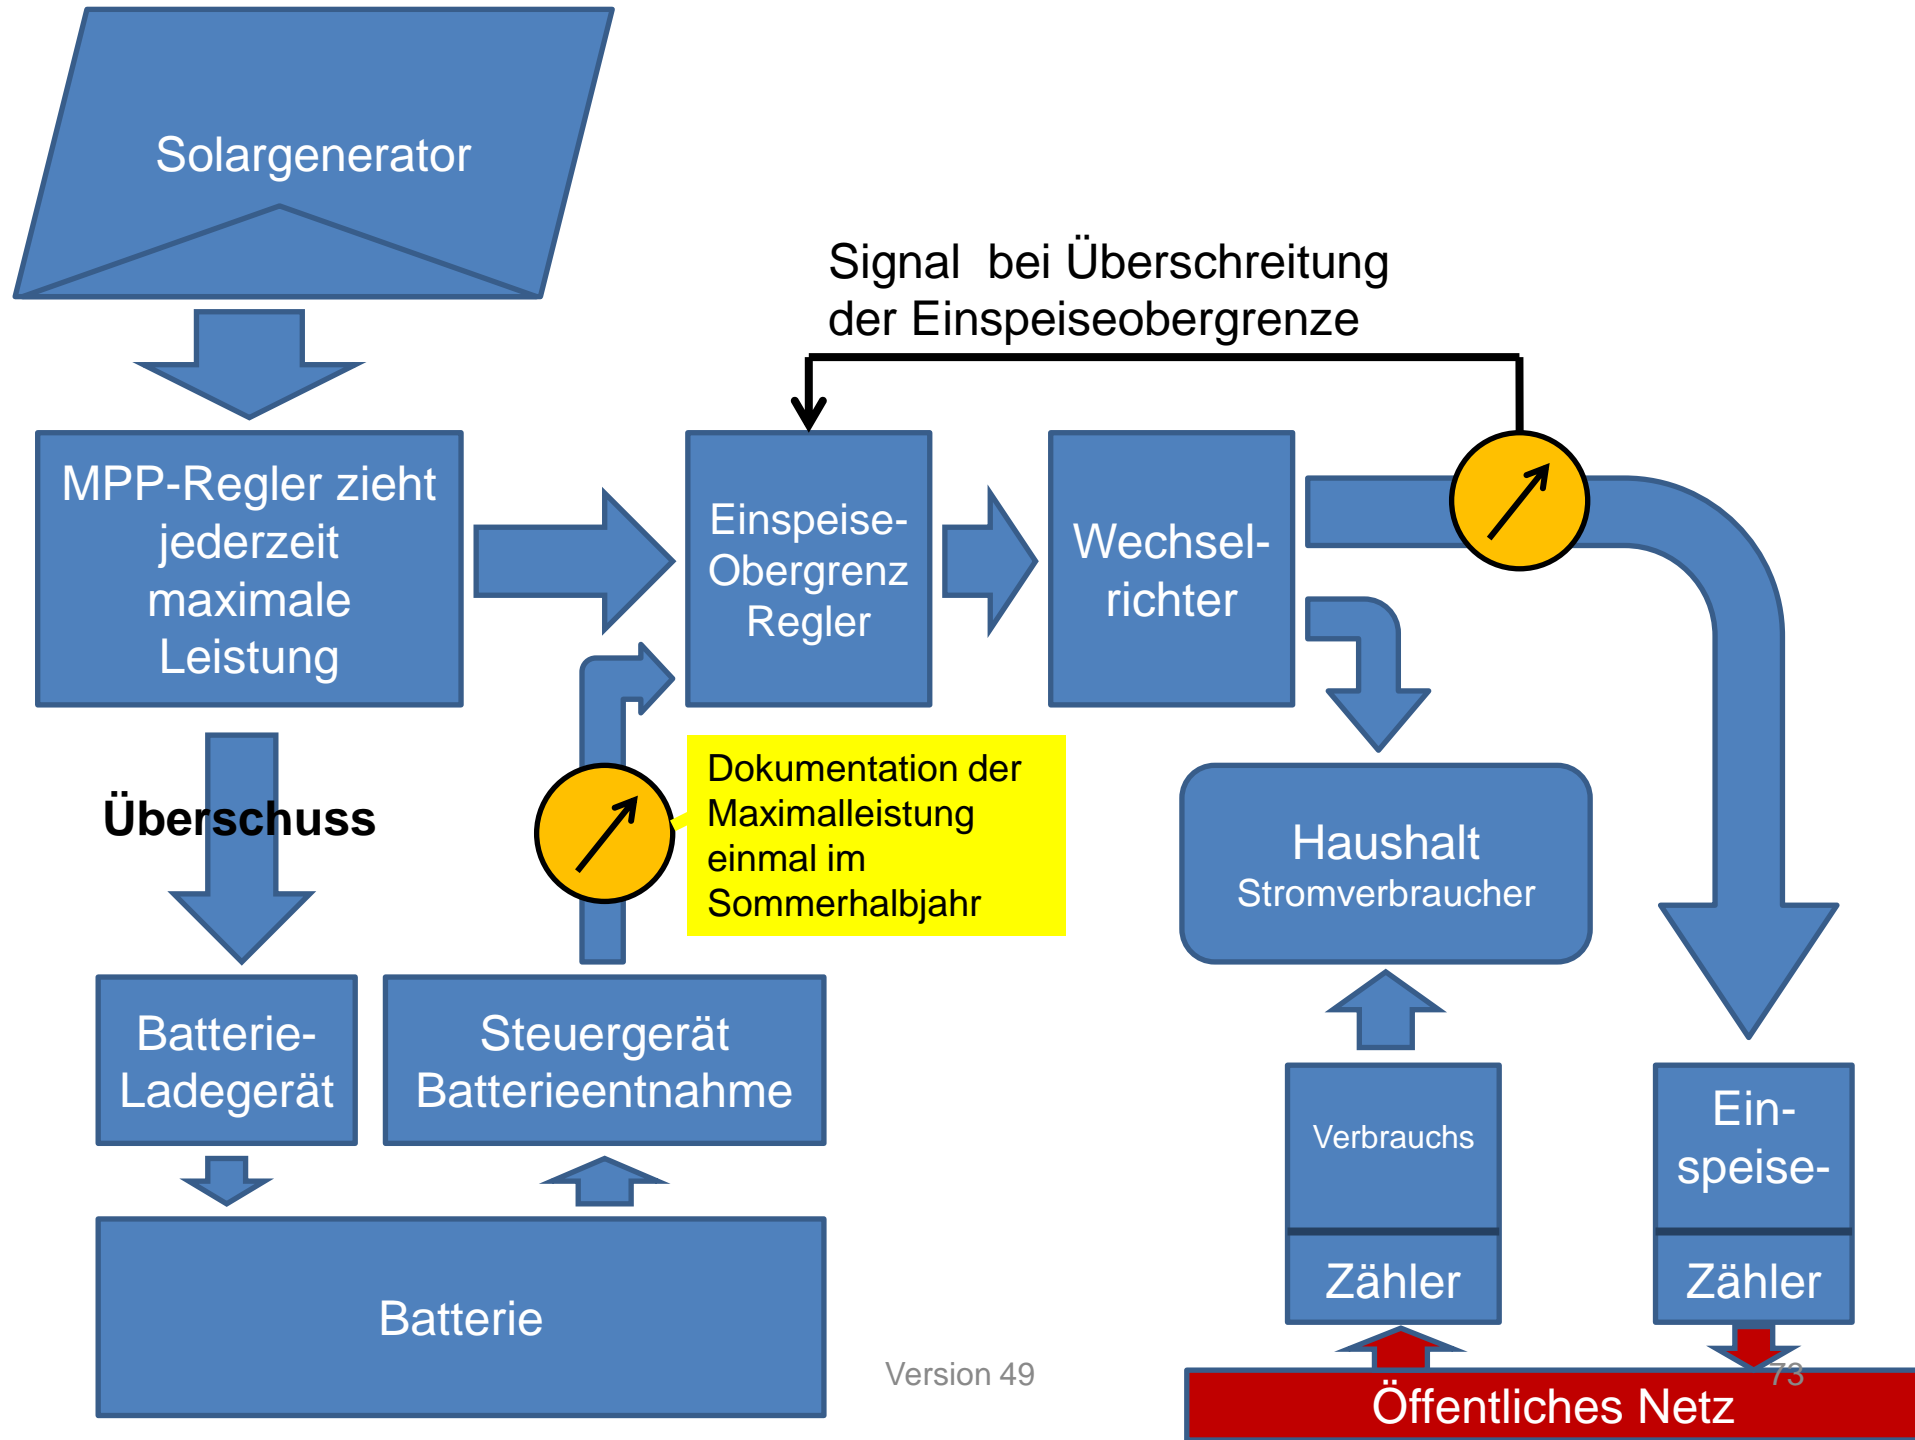 Solargenerator
Signal  bei Überschreitung
der Einspeiseobergrenze
MPP-Regler zieht
jederzeit
maximale
Leistung
Einspeise-
Obergrenz
Regler
Wechsel-
richter
Überschuss
Dokumentation der
Maximalleistung
einmal im
Sommerhalbjahr
Haushalt
Stromverbraucher
Batterie-
Ladegerät
Steuergerät
Batterieentnahme
Verbrauchs
Zähler
Ein-
speise-
Zähler
Batterie
Version 49
73
Öffentliches Netz